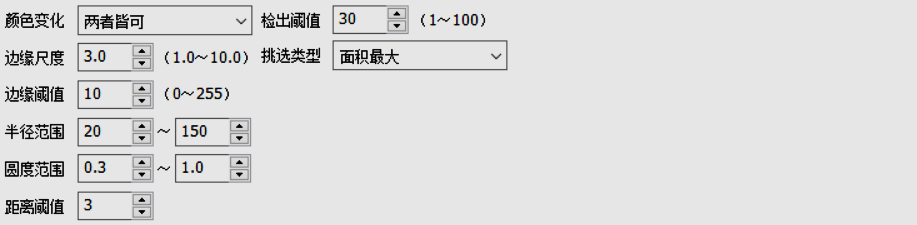 颜色变化 两者皆可 检出阈值 30 (1～100)
边缘尺度 3.0 (1.0～10.0) 挑选类型 面积最大
边缘阈值 10 (0～255)
半径范围 20 ～ 150
圆度范围 0.3 ～ 1.0
距离阈值 3